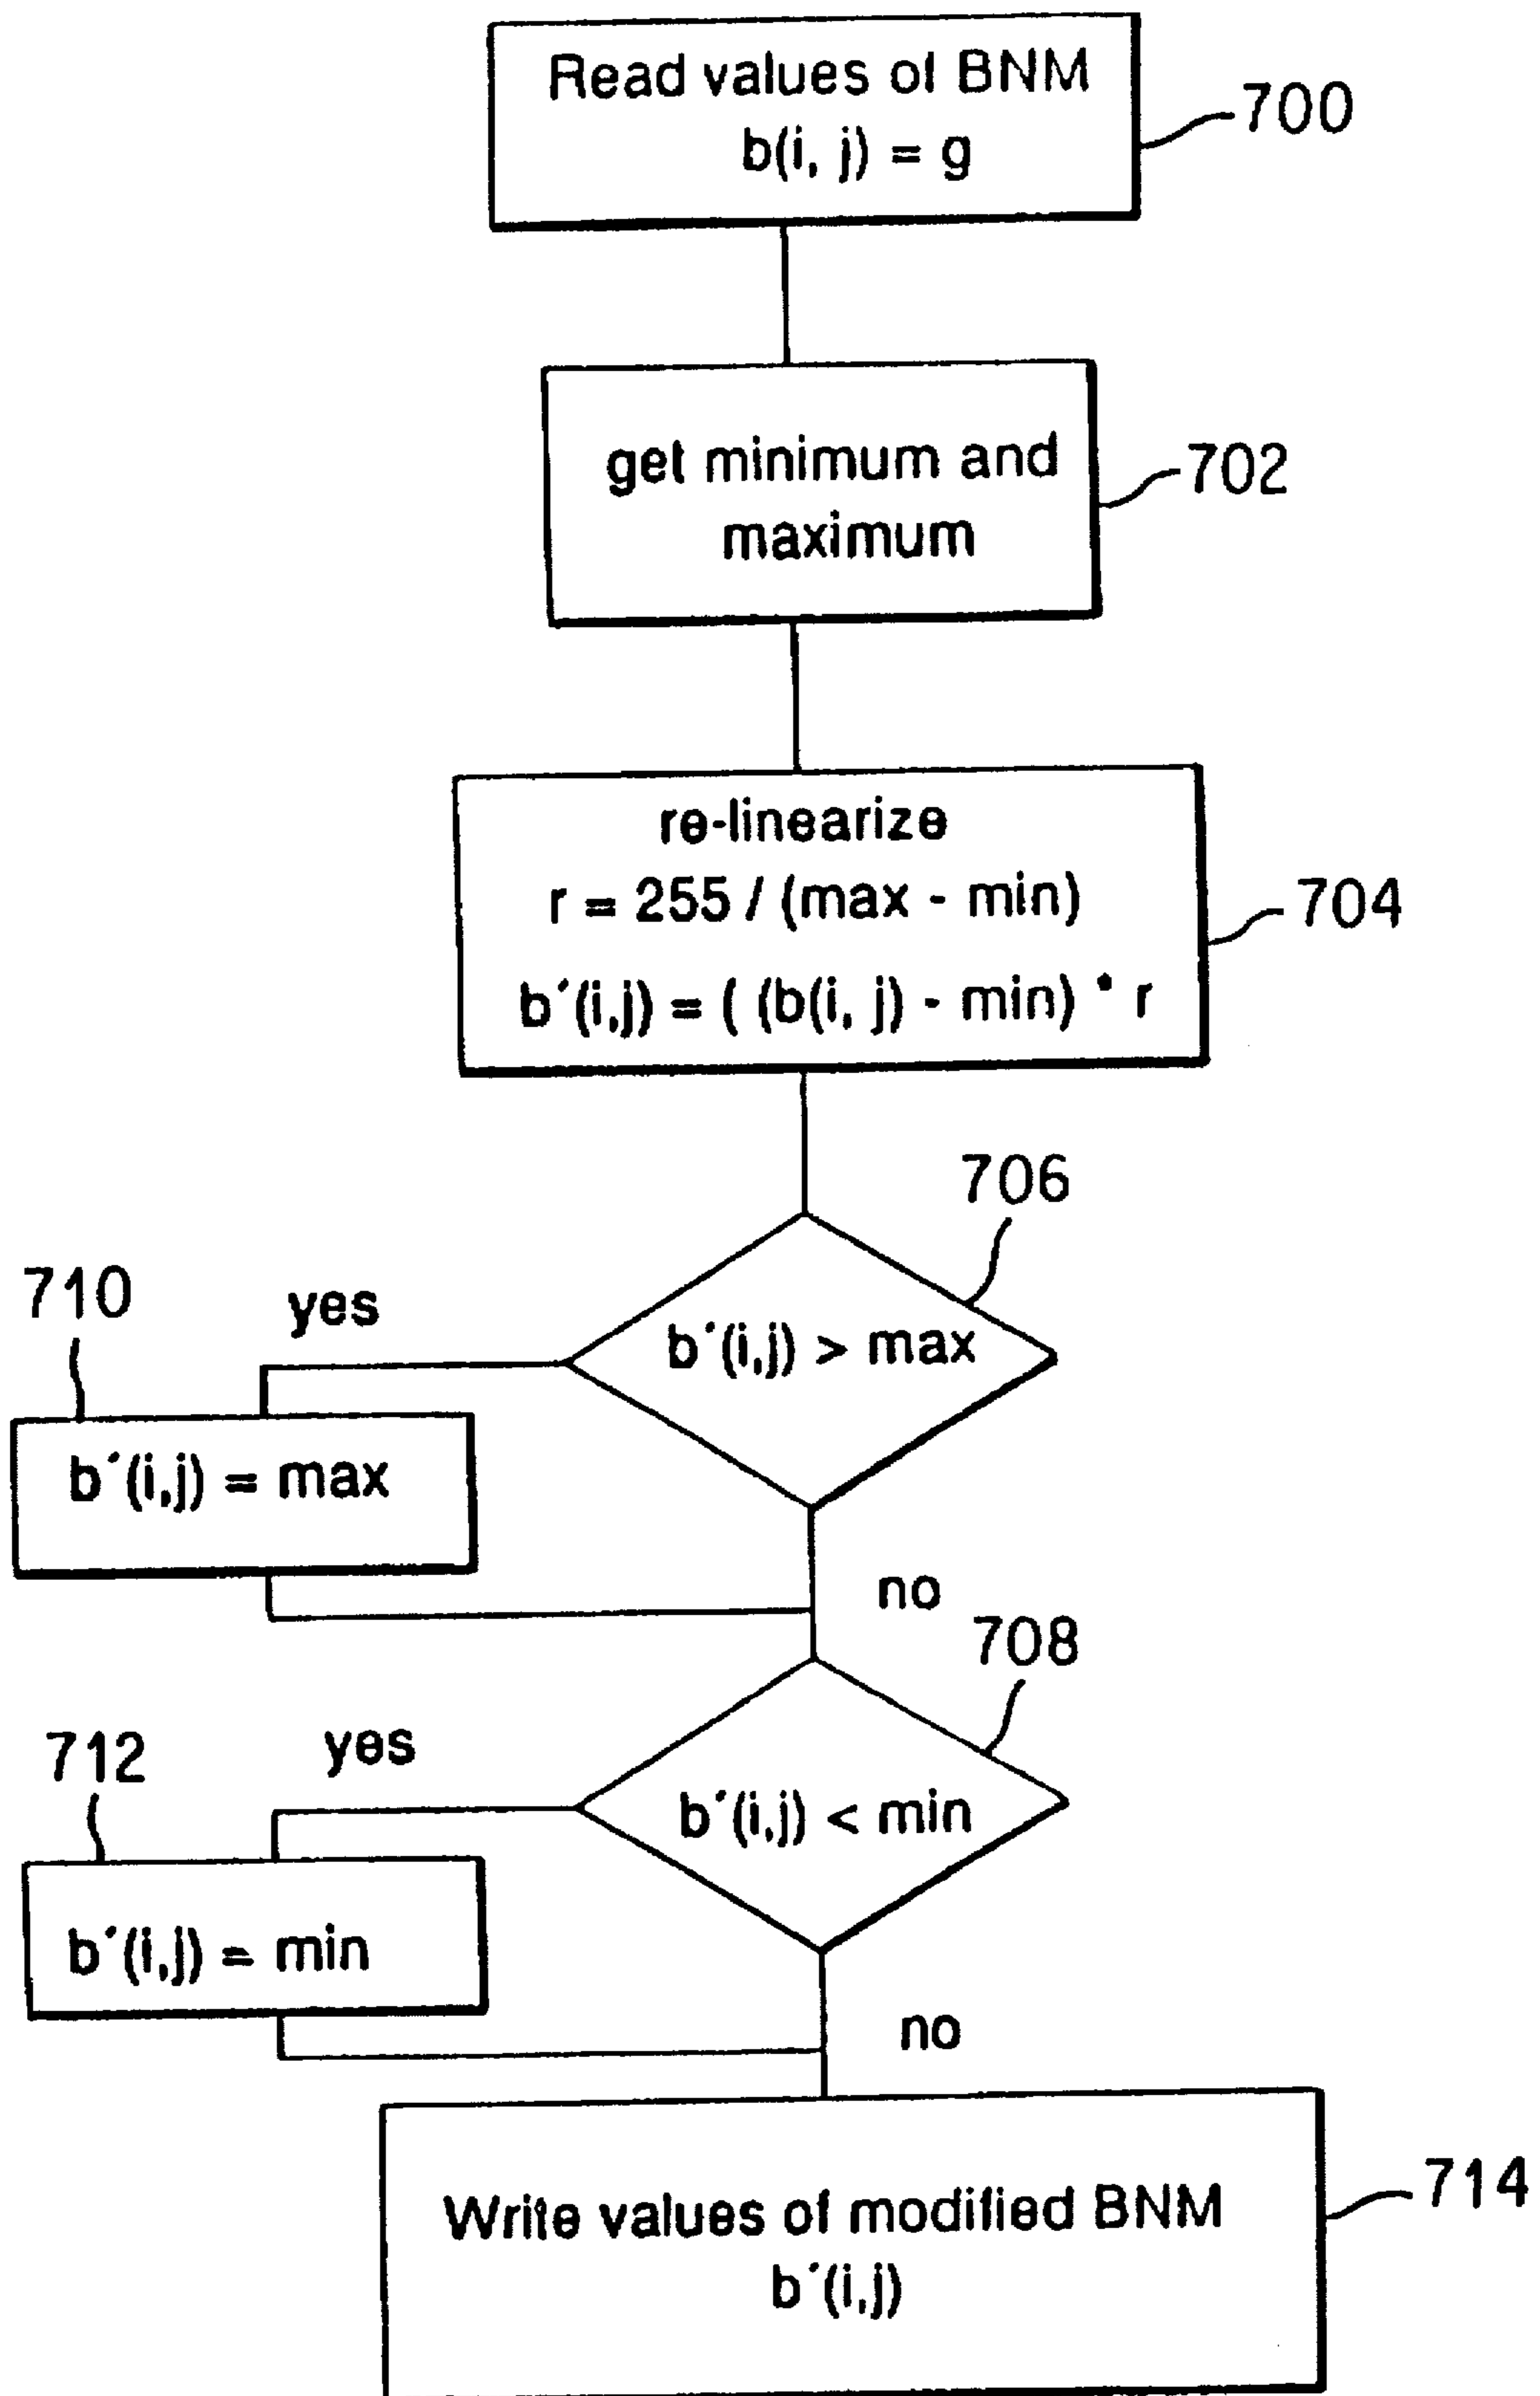 Read values of BNM
b(i, j) = g
700
get minimum and
maximum
702
re-linearize
r = 255 / (max - min)
b´(i,j) = ( (b(i, j) - min) * r
704
706
710
yes
b´(i,j) > max
b´(i,j) = max
no
708
712
yes
b´(i,j) < min
b´(i,j) = min
no
Write values of modified BNM
b´(i,j)
714